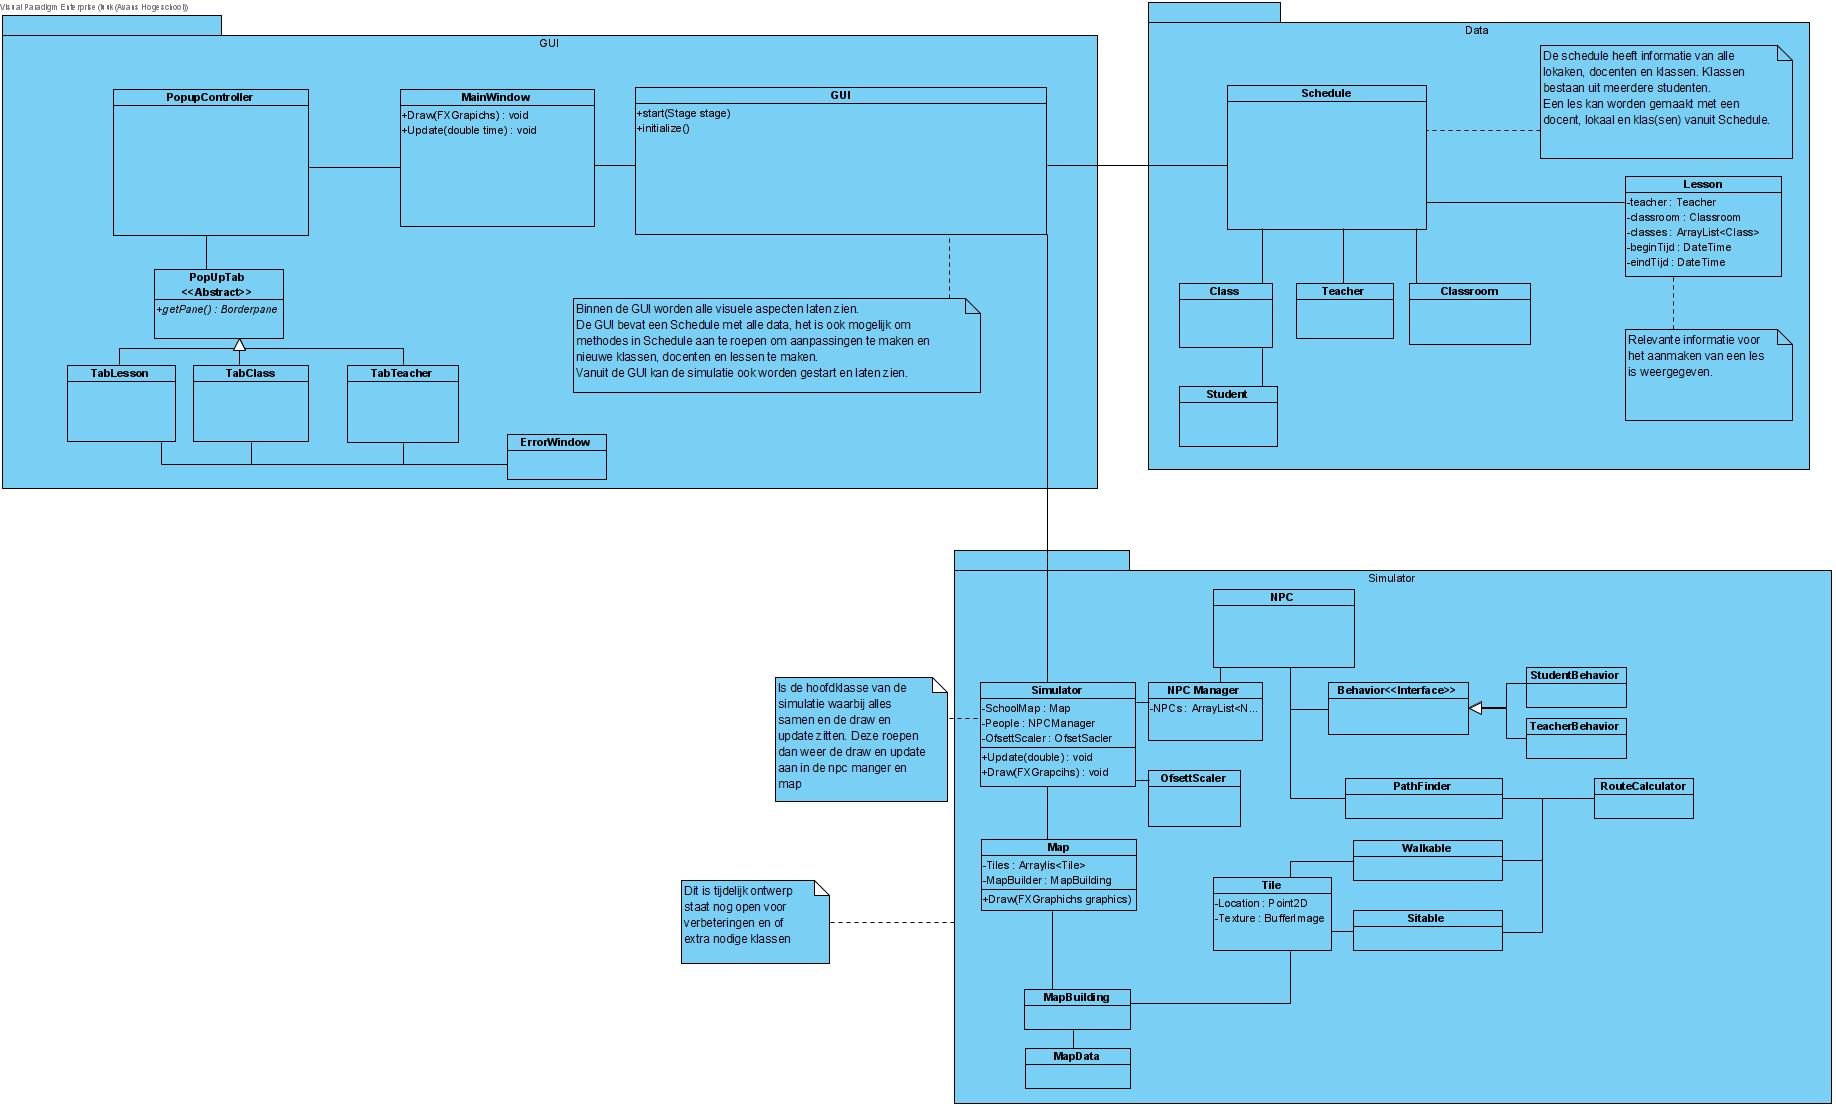 Visual Paradigm Enterprise (luuk(Avans Hogeschool))
GUI
PopupController
MainWindow
+Draw(FXGrapichs) : void
+Update(double time) : void
GUI
+start(Stage stage)
+initialize()
PopUpTab
<<Abstract>>
+getPane() : Borderpane
TabLesson
TabClass
TabTeacher
ErrorWindow
Binnen de GUI worden alle visuele aspecten laten zien.
De GUI bevat een Schedule met alle data, het is ook mogelijk om
methodes in Schedule aan te roepen om aanpassingen te maken en
nieuwe klassen, docenten en lessen te maken.
Vanuit de GUI kan de simulatie ook worden gestart en laten zien.
Data
Schedule
De schedule heeft informatie van alle
lokaken, docenten en klassen. Klassen
bestaan uit meerdere studenten.
Een les kan worden gemaakt met een
docent, lokaal en klas(sen) vanuit Schedule.
Lesson
-teacher : Teacher
-classroom : Classroom
-classes : ArrayList<Class>
-beginTijd : DateTime
-eindTijd : DateTime
Class
Teacher
Classroom
Student
Relevante informatie voor
het aanmaken van een les
is weergegeven.
Simulator
NPC
Is de hoofdklasse van de
simulatie waarbij alles
samen en de draw en
update zitten. Deze roepen
dan weer de draw en update
aan in de npc manger en
map
Simulator
-SchoolMap : Map
-People : NPCManager
-OfsettScaler : OfsetSacler
+Update(double) : void
+Draw(FXGrapcihs) : void
NPC Manager
-NPCs : ArrayList<N...
Behavior<<Interface>>
StudentBehavior
TeacherBehavior
OfsettScaler
PathFinder
RouteCalculator
Map
-Tiles : Arraylis<Tile>
-MapBuilder : MapBuilding
+Draw(FXGraphichs graphics)
Walkable
Tile
-Location : Point2D
-Texture : BufferImage
Sitable
Dit is tijdelijk ontwerp
staat nog open voor
verbeteringen en of
extra nodige klassen
MapBuilding
MapData